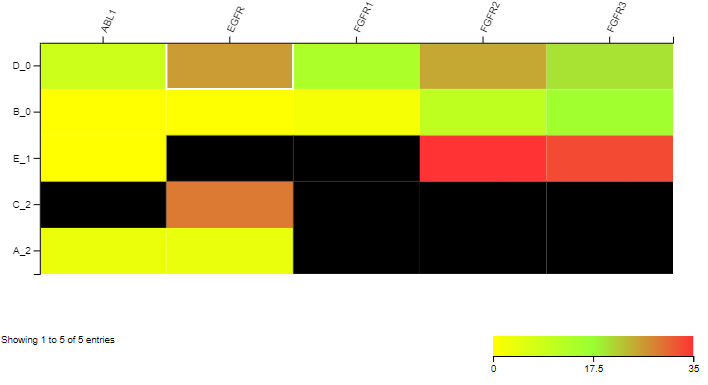 ABL1 EGFR FGFR1 FGFR2 FGFR3
D_0
B_0
E_1
C_2
A_2
Showing 1 to 5 of 5 entries
0 17.5 35